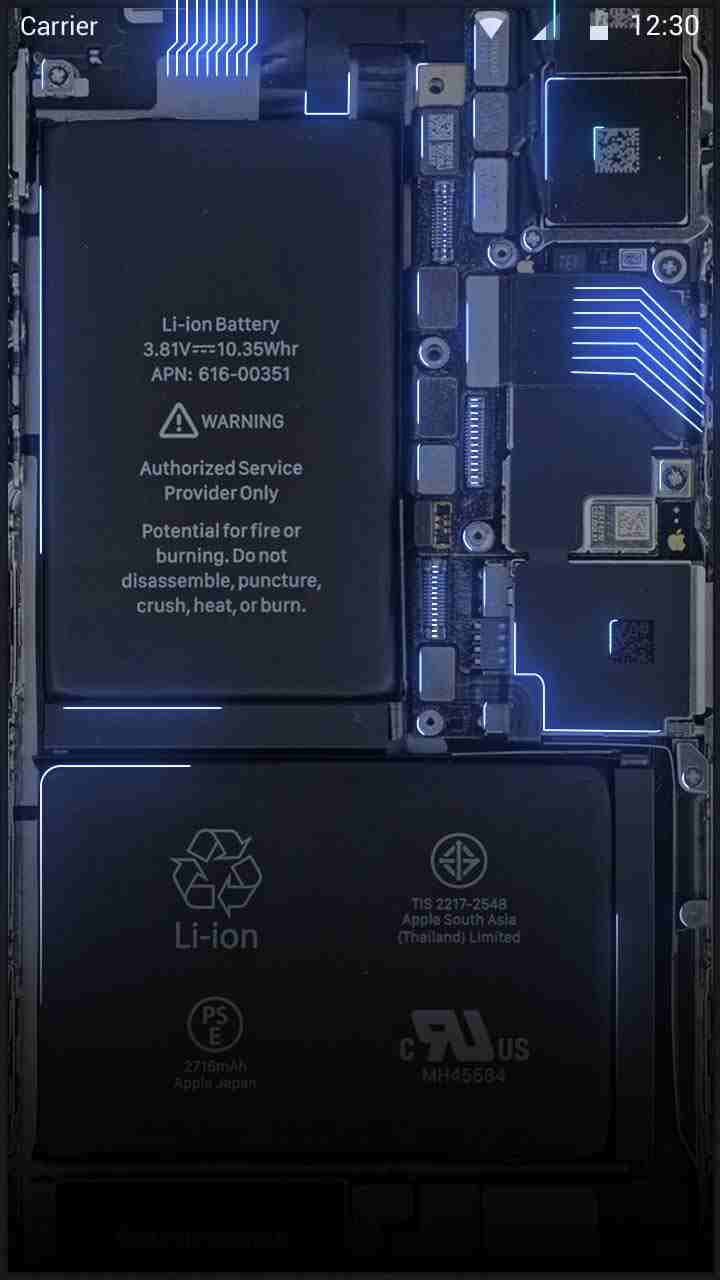 Carrier
12:30
Li-ion Battery
3.81V⎓10.35Whr
APN: 616-00351
WARNING
Authorized Service
Provider Only
Potential for fire or
burning. Do not
disassemble, puncture,
crush, heat, or burn.
Li-ion
TIS 2217-2548
Apple South Asia
(Thailand) Limited
PS
E
2716mAh
Apple Japan
c RU US
MH45684